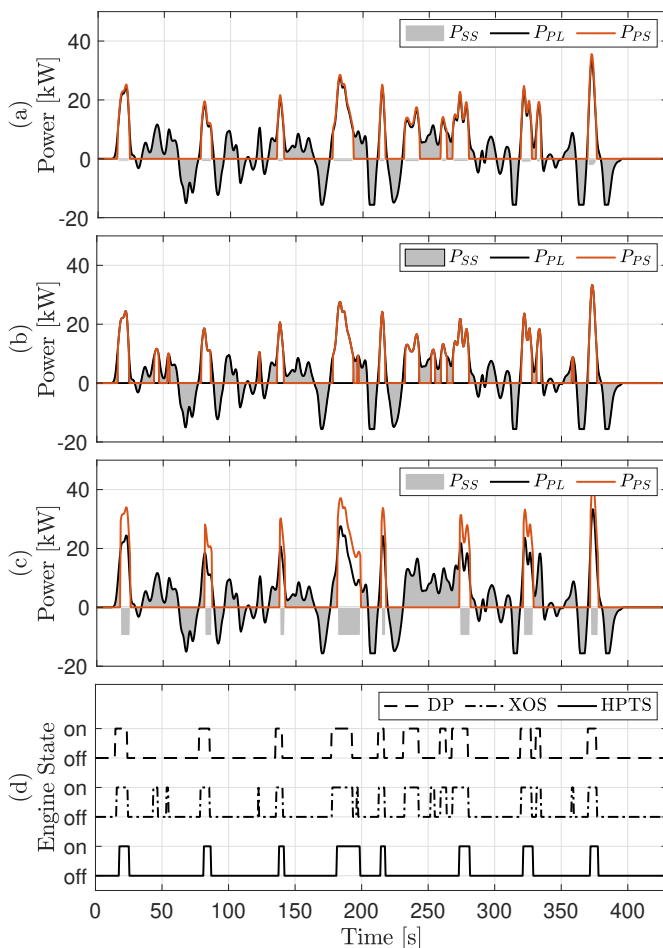 P_SS P_PL P_PS
40
20
0
-20
(a)
Power [kW]
P_SS P_PL P_PS
40
20
0
-20
(b)
Power [kW]
P_SS P_PL P_PS
40
20
0
-20
(c)
Power [kW]
DP XOS HPTS
on
off
on
off
on
off
(d)
Engine State
0 50 100 150 200 250 300 350 400
Time [s]